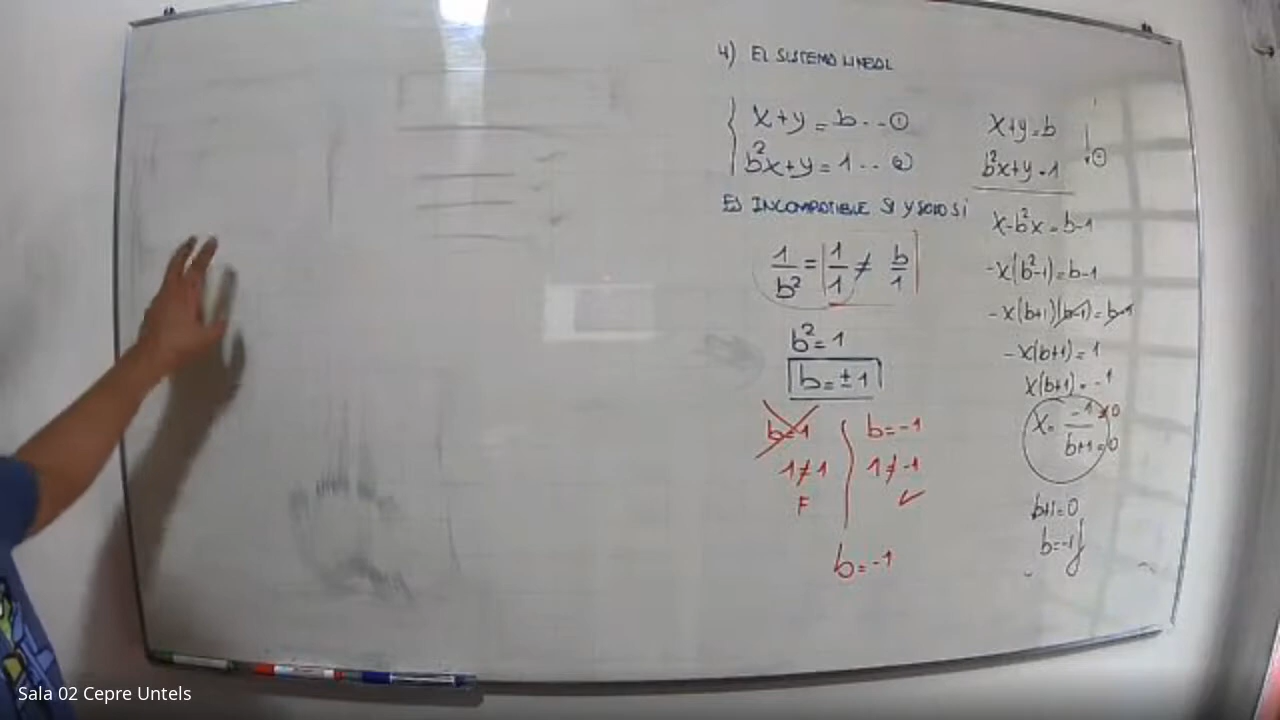 4) EL SISTEMA LINEAL
x+y=b--①
b²x+y=1--②
ES INCOMPATIBLE SI Y SOLO SI
1/b² = 1/1 ≠ b/1
b²=1
b=±1
b=1
1≠1
F
b=-1
1≠-1
✓
b=-1
x+y=b
b²x+y=1
⊖
x-b²x=b-1
-x(b²-1)=b-1
-x(b+1)(b-1)=b-1
-x(b+1)=1
x(b+1)=-1
x= -1≠0 / b+1=0
b+1=0
b=-1
Sala 02 Cepre Untels